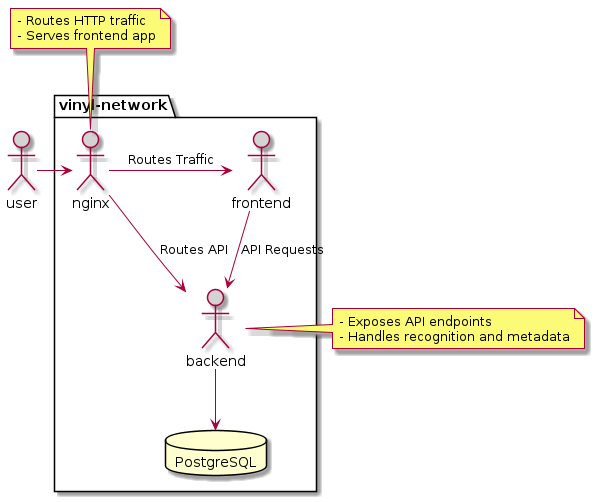 - Routes HTTP traffic
- Serves frontend app
vinyl-network
user
nginx
Routes Traffic
frontend
Routes API
API Requests
backend
- Exposes API endpoints
- Handles recognition and metadata
PostgreSQL